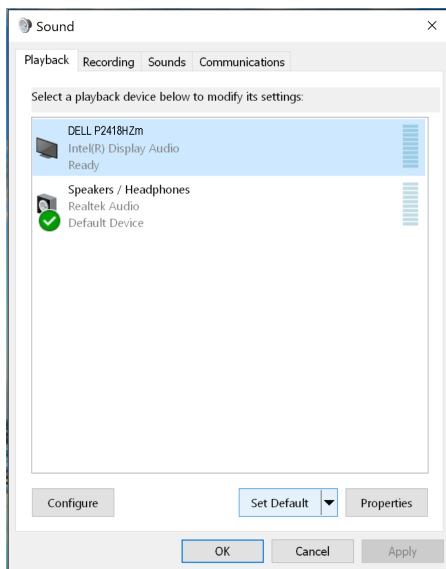 Sound
Playback Recording Sounds Communications
Select a playback device below to modify its settings:
DELL P2418HZm
Intel(R) Display Audio
Ready
Speakers / Headphones
Realtek Audio
Default Device
Configure Set Default Properties
OK Cancel Apply